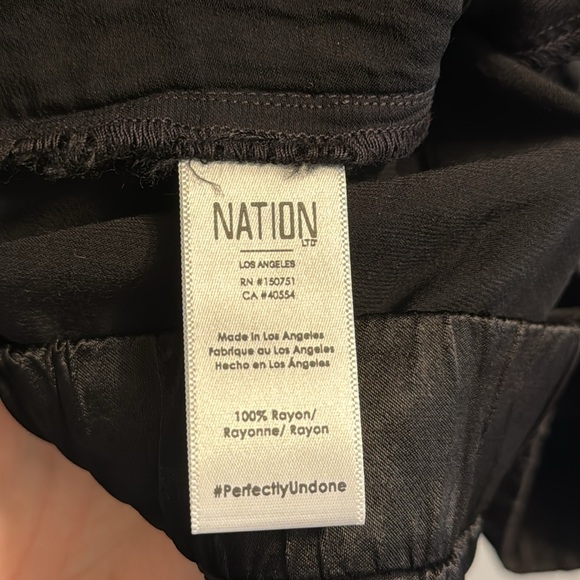 NATION
LTD
LOS ANGELES
RN #150751
CA #40554
Made in Los Angeles
Fabrique au Los Angeles
Hecho en Los Ángeles
100% Rayon/
Rayonne/ Rayon
#PerfectlyUndone